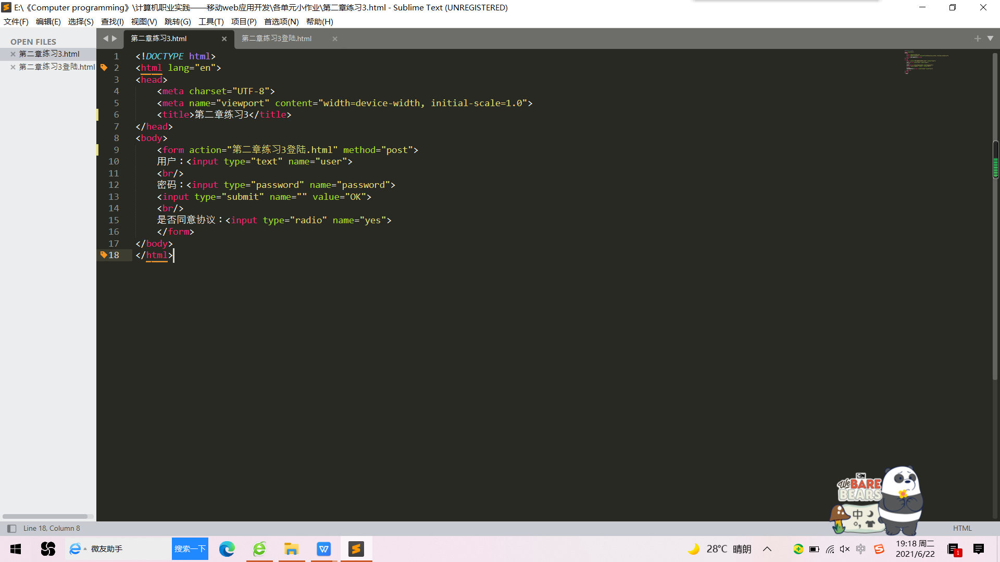 E:\《Computer programming》\计算机职业实践——移动web应用开发\各单元小作业\第二章练习3.html - Sublime Text (UNREGISTERED)
文件(F) 编辑(E) 选择(S) 查找(I) 视图(V) 跳转(G) 工具(T) 项目(P) 首选项(N) 帮助(H)
OPEN FILES
第二章练习3.html
第二章练习3登陆.html
第二章练习3.html 第二章练习3登陆.html
1 <!DOCTYPE html>
2 <html lang="en">
3 <head>
4 <meta charset="UTF-8">
5 <meta name="viewport" content="width=device-width, initial-scale=1.0">
6 <title>第二章练习3</title>
7 </head>
8 <body>
9 <form action="第二章练习3登陆.html" method="post">
10 用户：<input type="text" name="user">
11 <br/>
12 密码：<input type="password" name="password">
13 <input type="submit" name="" value="OK">
14 <br/>
15 是否同意协议：<input type="radio" name="yes">
16 </form>
17 </body>
18 </html>
CN
We BARE
BEARS
中
Line 18, Column 8
HTML
微友助手
搜索一下
28°C 晴朗
中
19:18 周二
2021/6/22
1